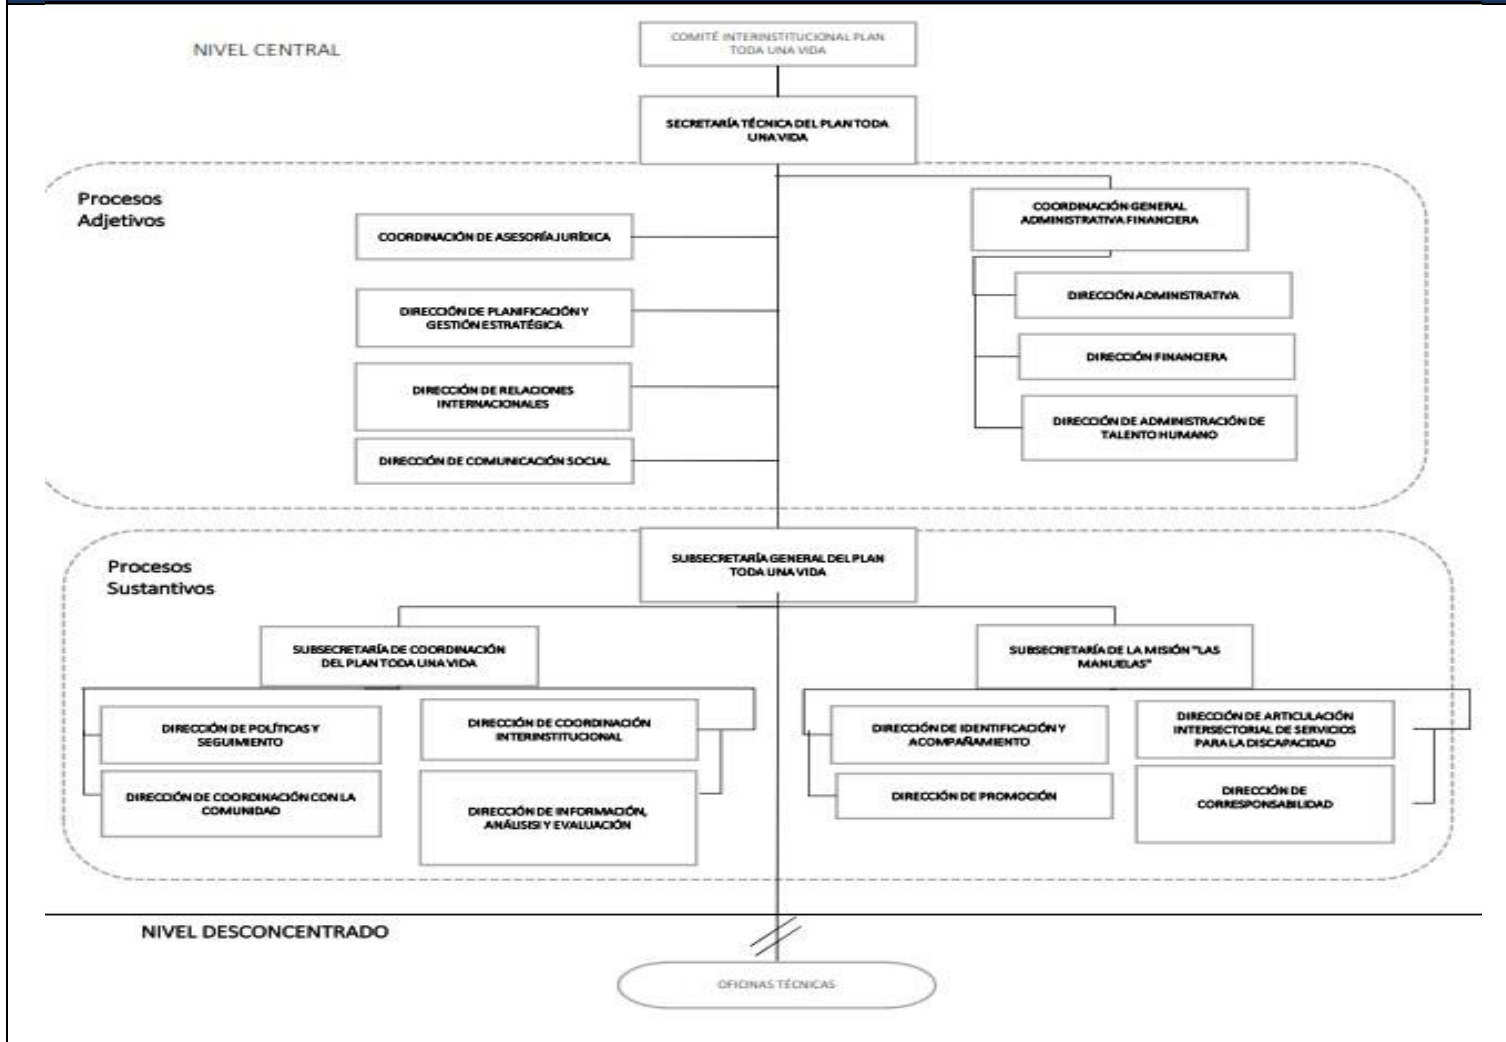 NIVEL CENTRAL
COMITÉ INTERINSTITUCIONAL PLAN
TODA UNA VIDA
SECRETARÍA TÉCNICA DEL PLAN TODA
UNA VIDA
Procesos
Adjetivos
COORDINACIÓN GENERAL
ADMINISTRATIVA FINANCIERA
COORDINACIÓN DE ASESORÍA JURÍDICA
DIRECCIÓN ADMINISTRATIVA
DIRECCIÓN DE PLANIFICACIÓN Y
GESTIÓN ESTRATÉGICA
DIRECCIÓN FINANCIERA
DIRECCIÓN DE RELACIONES
INTERNACIONALES
DIRECCIÓN DE ADMINISTRACIÓN DE
TALENTO HUMANO
DIRECCIÓN DE COMUNICACIÓN SOCIAL
SUBSECRETARÍA GENERAL DEL PLAN
TODA UNA VIDA
Procesos
Sustantivos
SUBSECRETARÍA DE COORDINACIÓN
DEL PLAN TODA UNA VIDA
SUBSECRETARÍA DE LA MISIÓN "LAS
MANUELAS"
DIRECCIÓN DE POLÍTICAS Y
SEGUIMIENTO
DIRECCIÓN DE COORDINACIÓN
INTERINSTITUCIONAL
DIRECCIÓN DE IDENTIFICACIÓN Y
ACOMPAÑAMIENTO
DIRECCIÓN DE ARTICULACIÓN
INTERSECTORIAL DE SERVICIOS
PARA LA DISCAPACIDAD
DIRECCIÓN DE COORDINACIÓN CON LA
COMUNIDAD
DIRECCIÓN DE INFORMACIÓN,
ANÁLISISI Y EVALUACIÓN
DIRECCIÓN DE PROMOCIÓN
DIRECCIÓN DE
CORRESPONSABILIDAD
NIVEL DESCONCENTRADO
OFICINAS TÉCNICAS